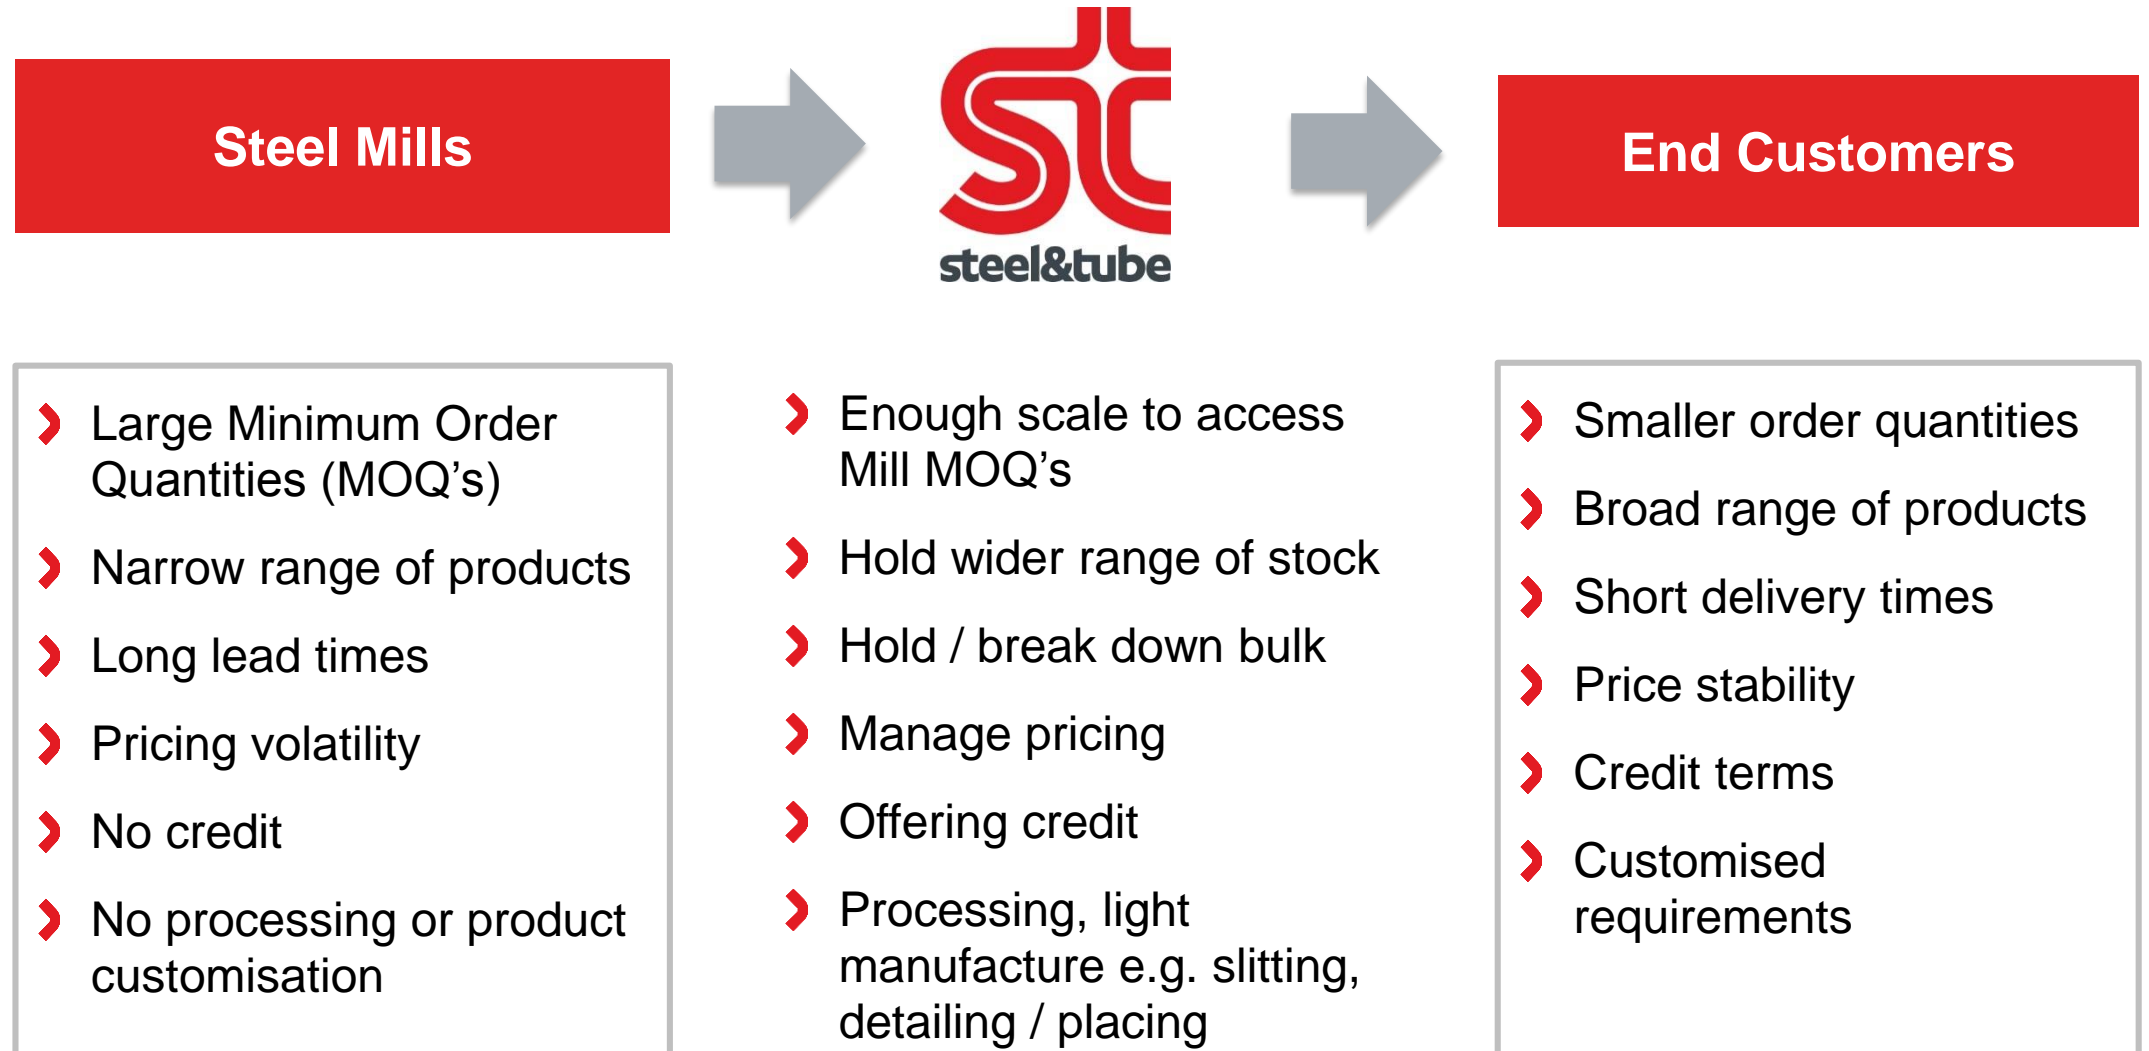 Steel Mills
st
steel&tube
End Customers
Large Minimum Order
Quantities (MOQ’s)
Narrow range of products
Long lead times
Pricing volatility
No credit
No processing or product
customisation
Enough scale to access
Mill MOQ’s
Hold wider range of stock
Hold / break down bulk
Manage pricing
Offering credit
Processing, light
manufacture e.g. slitting,
detailing / placing
Smaller order quantities
Broad range of products
Short delivery times
Price stability
Credit terms
Customised
requirements